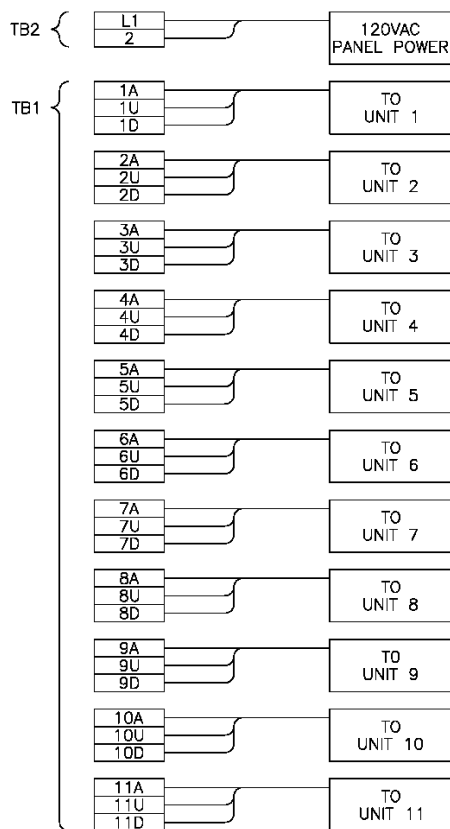 TB2
L1
2
120VAC
PANEL POWER
TB1
1A
1U
1D
TO
UNIT 1
2A
2U
2D
TO
UNIT 2
3A
3U
3D
TO
UNIT 3
4A
4U
4D
TO
UNIT 4
5A
5U
5D
TO
UNIT 5
6A
6U
6D
TO
UNIT 6
7A
7U
7D
TO
UNIT 7
8A
8U
8D
TO
UNIT 8
9A
9U
9D
TO
UNIT 9
10A
10U
10D
TO
UNIT 10
11A
11U
11D
TO
UNIT 11